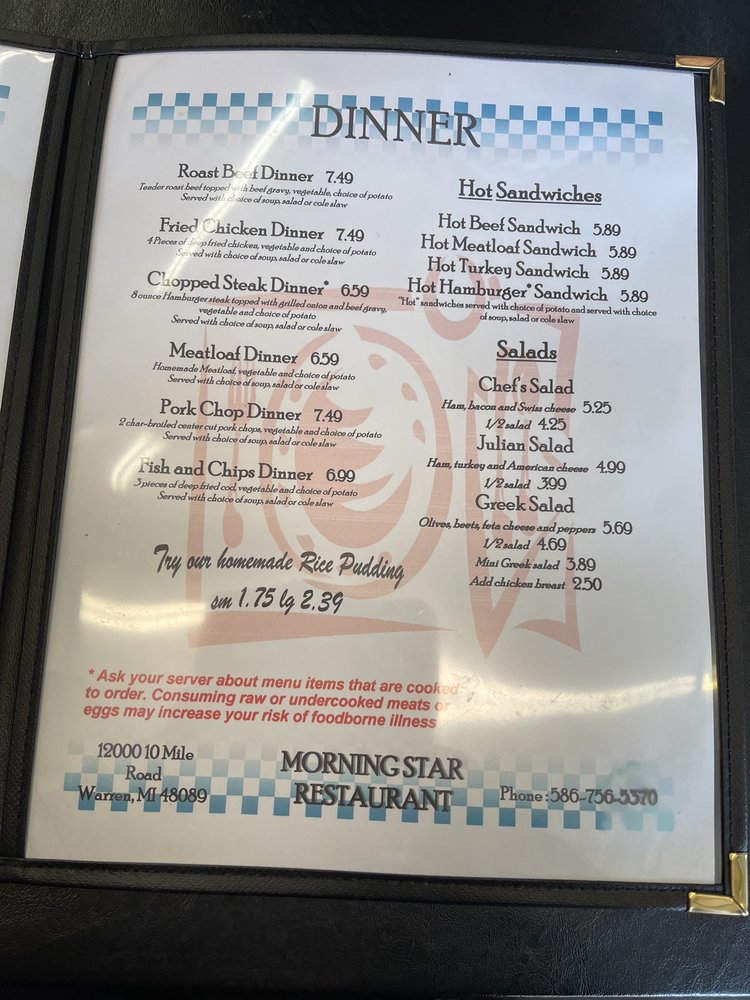 DINNER
Roast Beef Dinner 7.49
Tender roast beef topped with beef gravy, vegetable, choice of potato
Served with choice of soup, salad or cole slaw
Fried Chicken Dinner 7.49
4 Pieces of deep fried chicken, vegetable and choice of potato
Served with choice of soup, salad or cole slaw
Chopped Steak Dinner* 6.59
8 ounce Hamburger steak topped with grilled onion and beef gravy,
vegetable and choice of potato
Served with choice of soup, salad or cole slaw
Meatloaf Dinner 6.59
Homemade Meatloaf, vegetable and choice of potato
Served with choice of soup, salad or cole slaw
Pork Chop Dinner 7.49
2 char-broiled center cut pork chops, vegetable and choice of potato
Served with choice of soup, salad or cole slaw
Fish and Chips Dinner 6.99
3 pieces of deep fried cod, vegetable and choice of potato
Served with choice of soup, salad or cole slaw
Try our homemade Rice Pudding
sm 1.75 lg 2.39
Hot Sandwiches
Hot Beef Sandwich 5.89
Hot Meatloaf Sandwich 5.89
Hot Turkey Sandwich 5.89
Hot Hamburger* Sandwich 5.89
"Hot" sandwiches served with choice of potato and served with choice
of soup, salad or cole slaw
Salads
Chef's Salad
Ham, bacon and Swiss cheese 5.25
1/2 salad 4.25
Julian Salad
Ham, turkey and American cheese 4.99
1/2 salad .399
Greek Salad
Olives, beets, feta cheese and peppers 5.69
1/2 salad 4.69
Mini Greek salad 3.89
Add chicken breast 2.50
* Ask your server about menu items that are cooked
to order. Consuming raw or undercooked meats or
eggs may increase your risk of foodborne illness
12000 10 Mile
Road
Warren, MI 48089
MORNING STAR
RESTAURANT
Phone : 586-756-5370